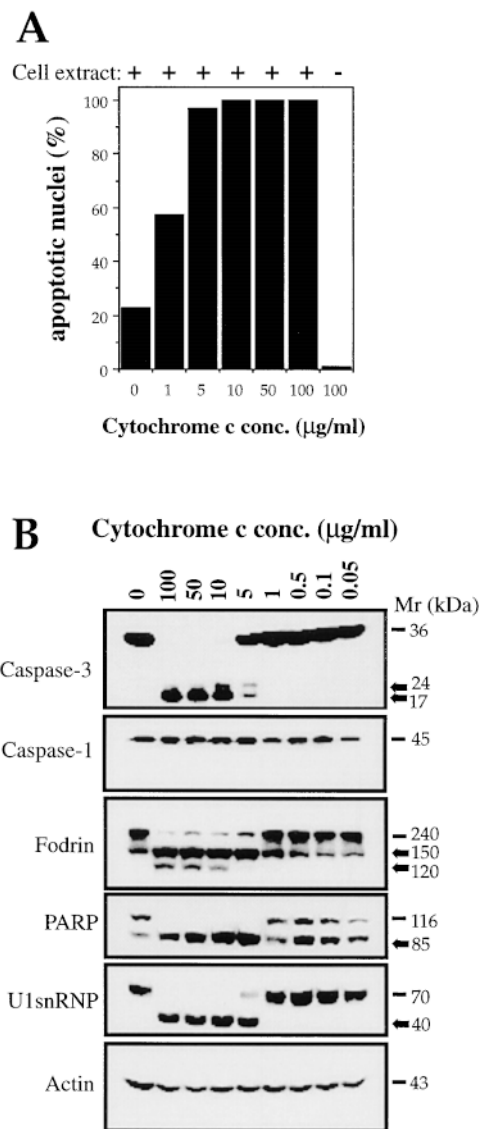 A
Cell extract: + + + + + + -
apoptotic nuclei (%)
100
80
60
40
20
0
0 1 5 10 50 100 100
Cytochrome c conc. (µg/ml)
B
Cytochrome c conc. (µg/ml)
0 100 50 10 5 1 0.5 0.1 0.05
Mr (kDa)
Caspase-3
36
24
17
Caspase-1
45
Fodrin
240
150
120
PARP
116
85
U1snRNP
70
40
Actin
43